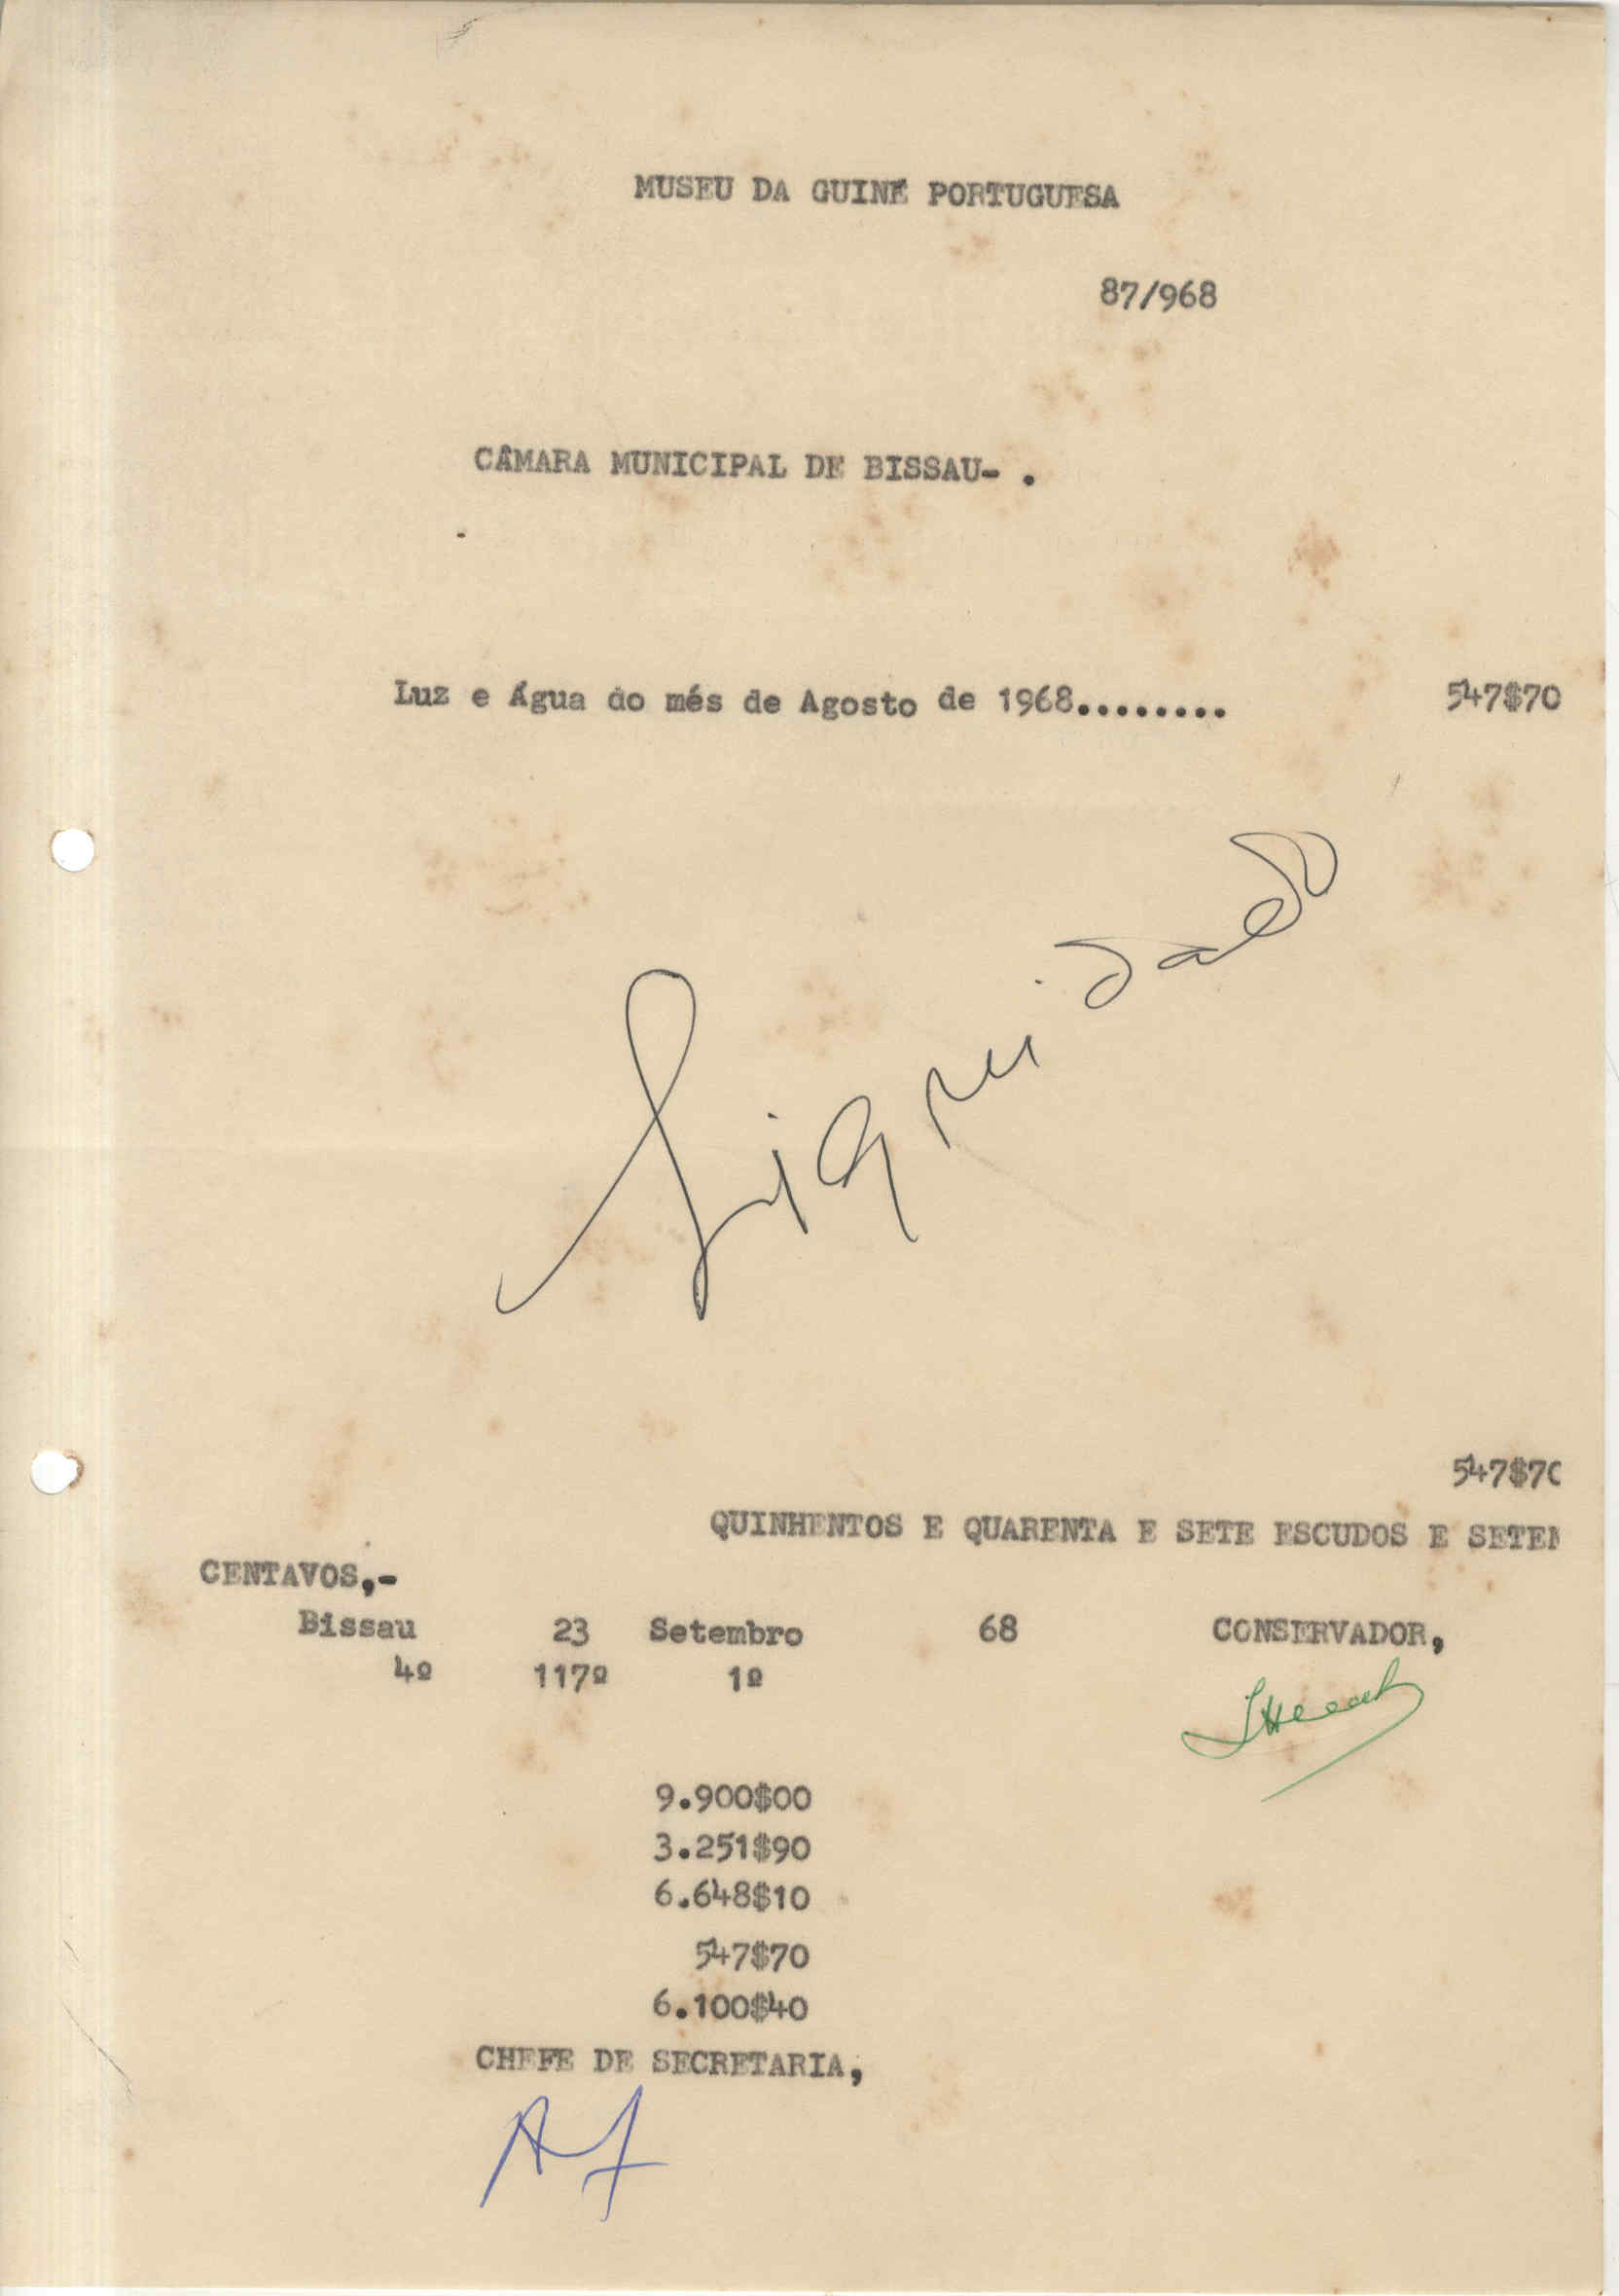 MUSEU DA GUINÉ PORTUGUESA
87/968
CÂMARA MUNICIPAL DE BISSAU- .
Luz e Água do més de Agosto de 1968......... 547$70
Liquidado
547$70
QUINHENTOS E QUARENTA E SETE ESCUDOS E SETEN
CENTAVOS,-
Bissau 23 Setembro 68 CONSERVADOR,
4º 117º 1º
9.900$00
3.251$90
6.648$10
547$70
6.100$40
CHEFE DE SECRETARIA,